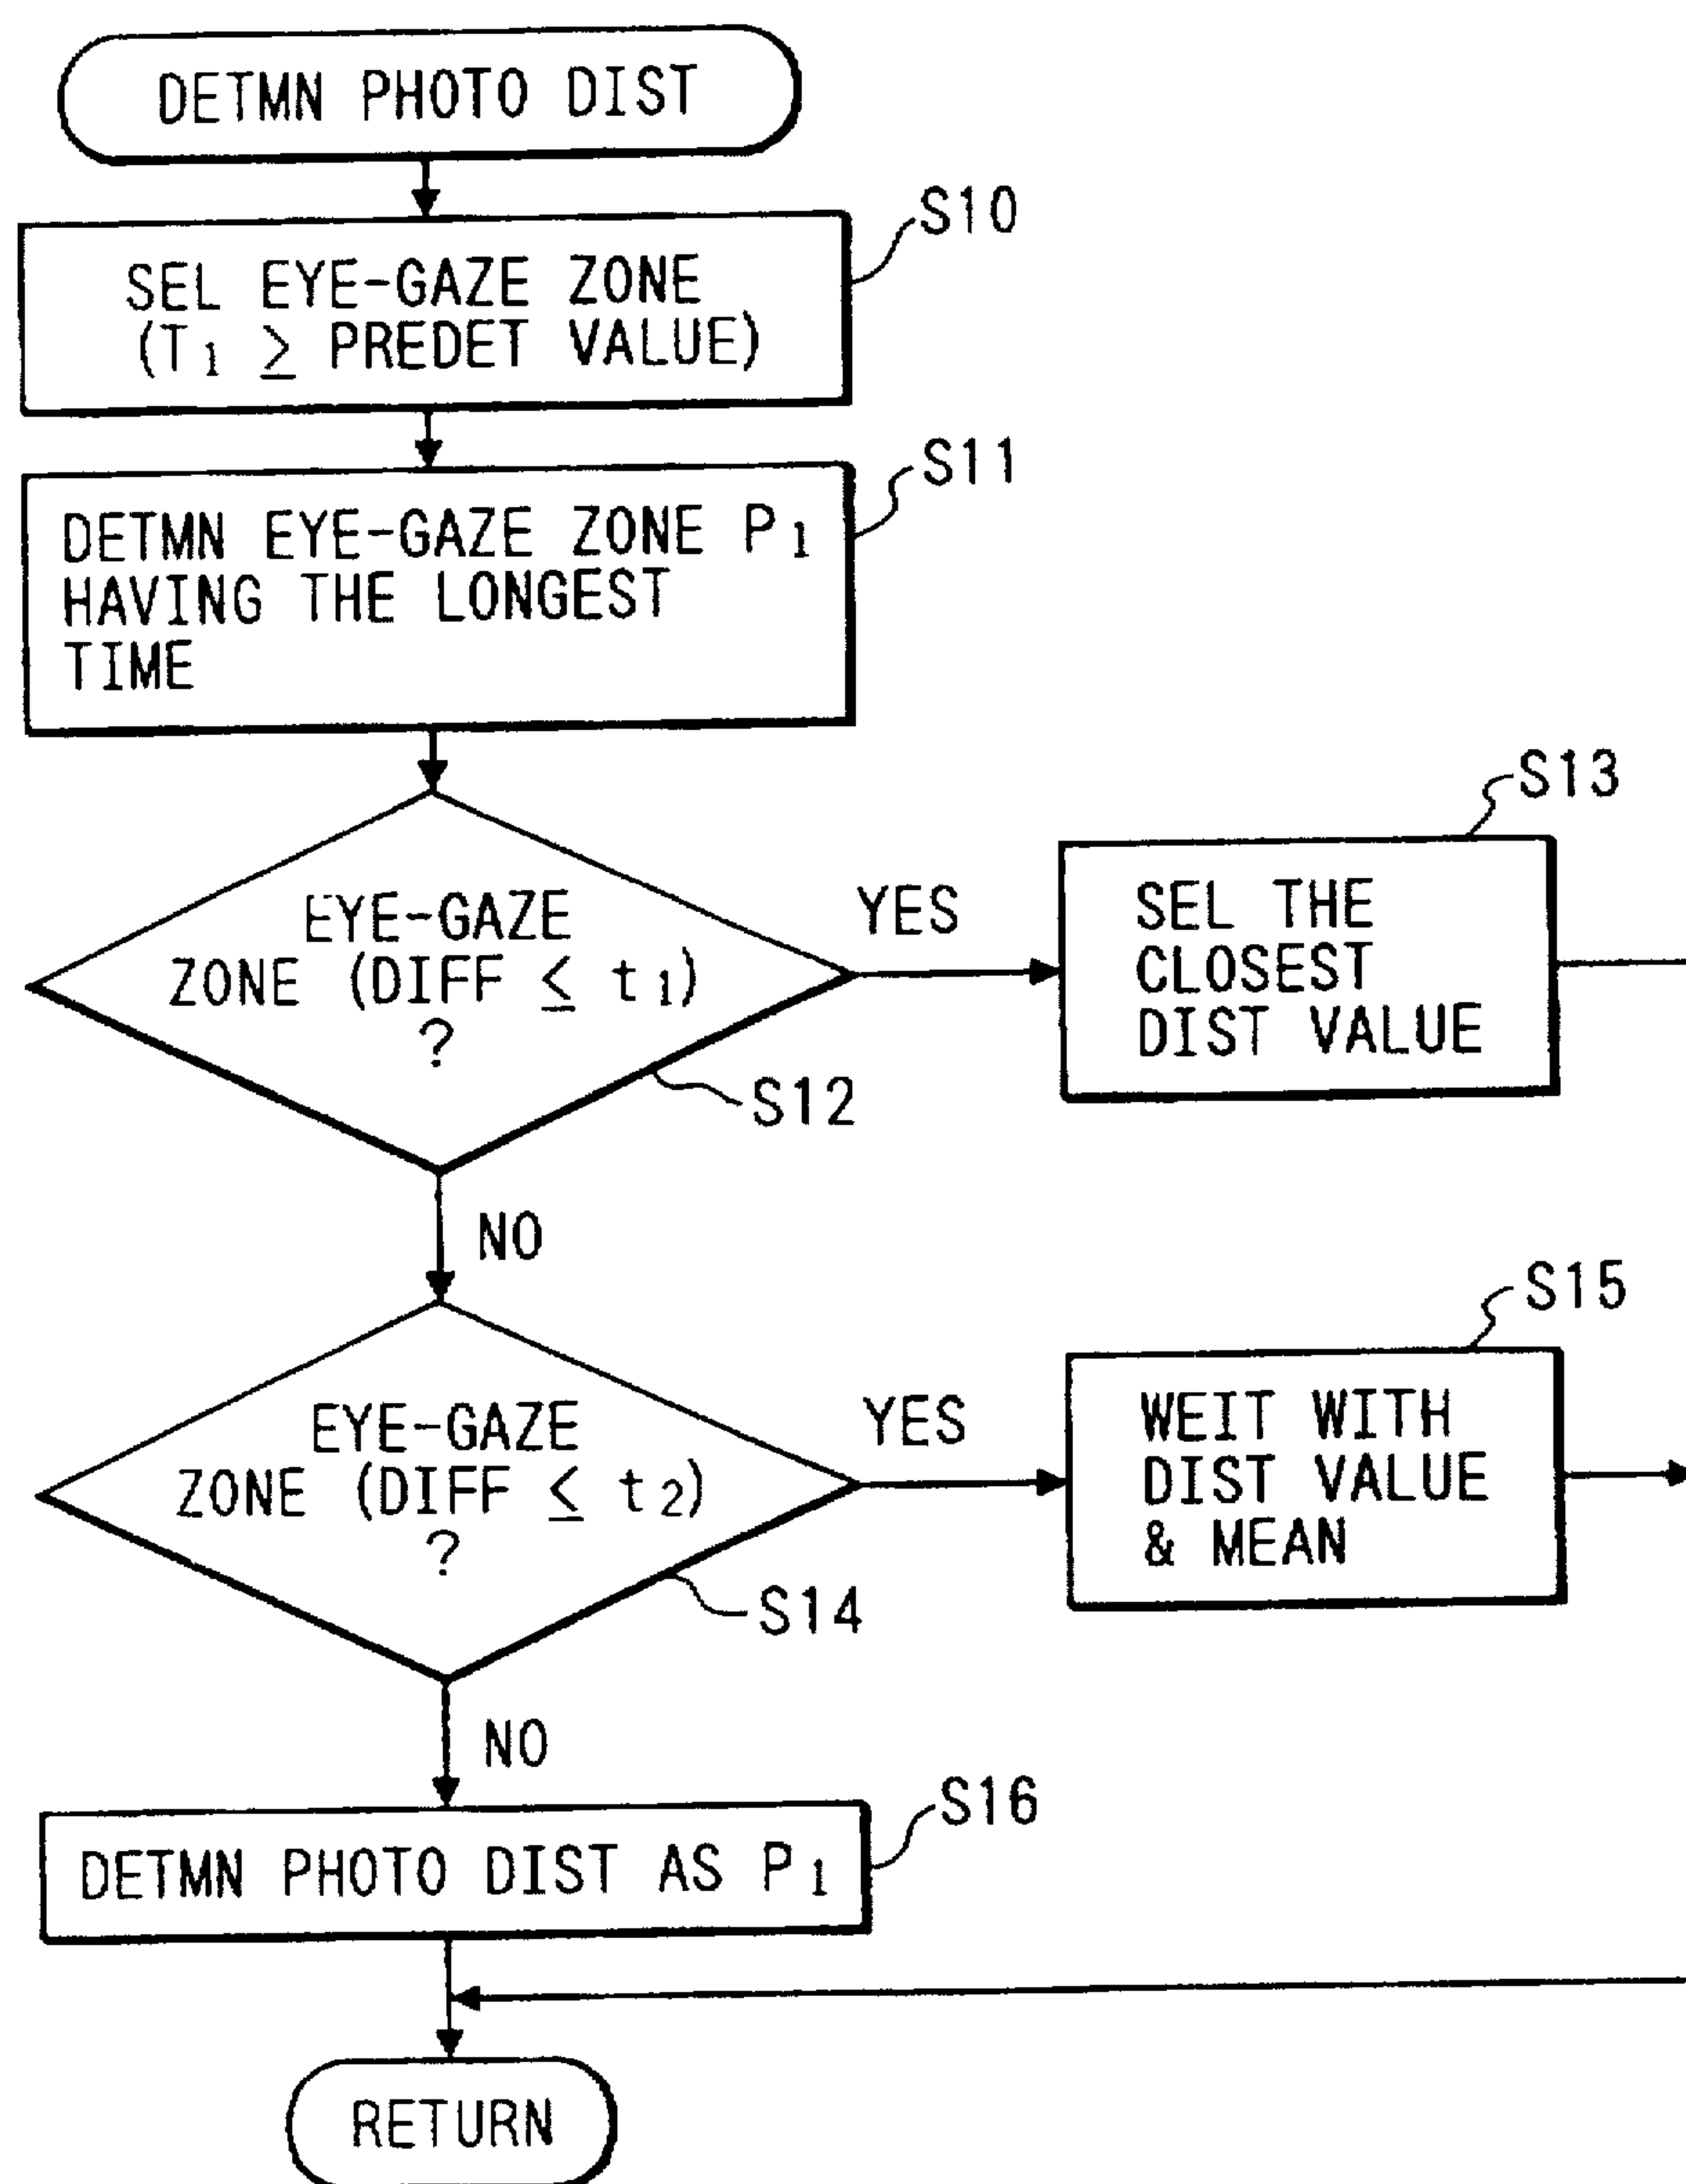 DETMN PHOTO DIST
S10
SEL EYE-GAZE ZONE
(T1 ≥ PREDET VALUE)
S11
DETMN EYE-GAZE ZONE P1
HAVING THE LONGEST
TIME
EYE-GAZE
ZONE (DIFF ≤ t1)
?
S12
YES
S13
SEL THE
CLOSEST
DIST VALUE
NO
EYE-GAZE
ZONE (DIFF ≤ t2)
?
S14
YES
S15
WEIT WITH
DIST VALUE
& MEAN
NO
S16
DETMN PHOTO DIST AS P1
RETURN